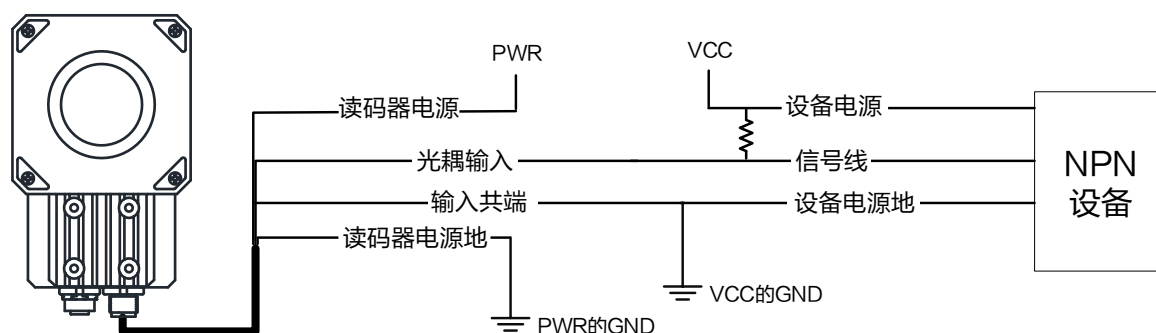 PWR
VCC
读码器电源
设备电源
光耦输入
信号线
NPN
设备
输入共端
设备电源地
读码器电源地
VCC的GND
PWR的GND